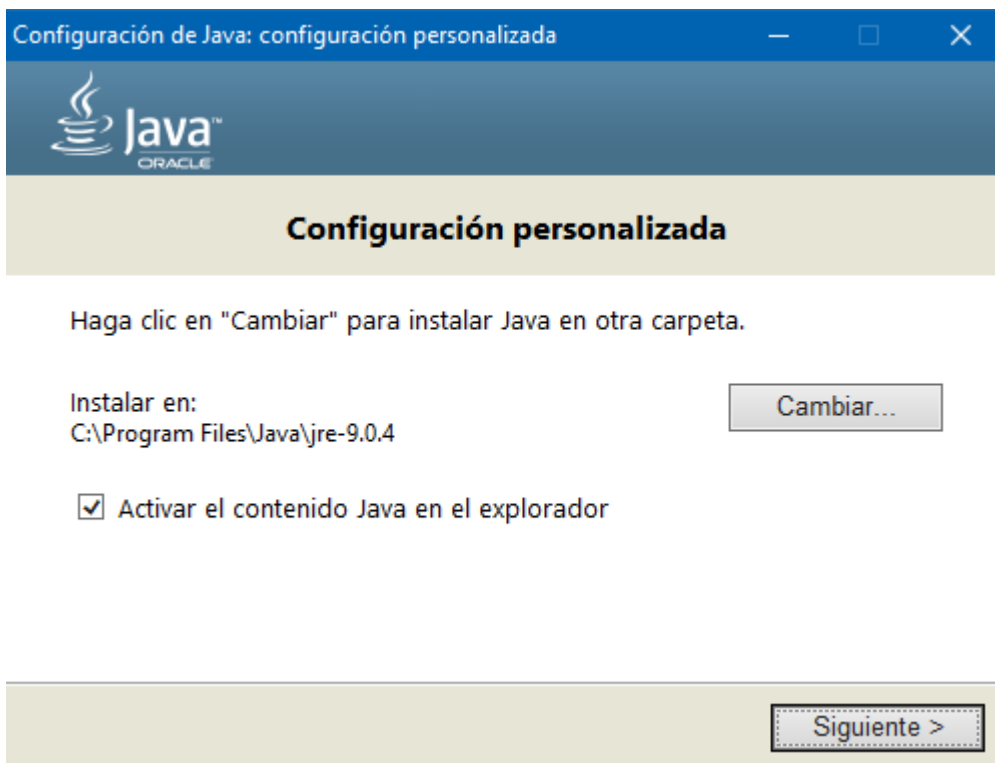 Configuración de Java: configuración personalizada
Java™
ORACLE
Configuración personalizada
Haga clic en "Cambiar" para instalar Java en otra carpeta.
Instalar en:
Cambiar...
C:\Program Files\Java\jre-9.0.4
Activar el contenido Java en el explorador
Siguiente >